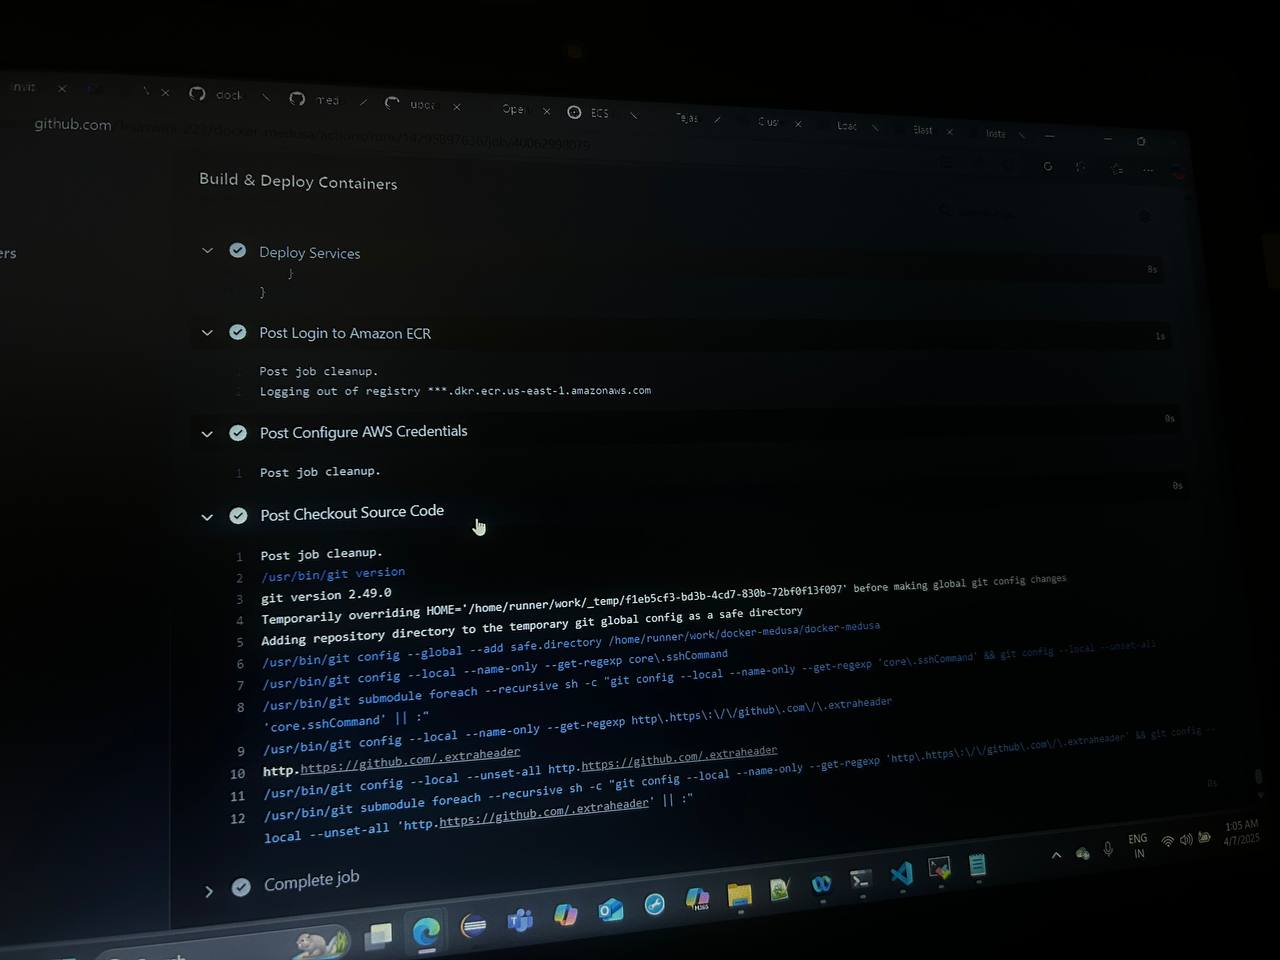 dock
med
Ope
ECS
Tejas
Clust
Load
Elast
Insta
github.com
Build & Deploy Containers
ers
Deploy Services
8s
}
}
Post Login to Amazon ECR
1s
Post job cleanup.
Logging out of registry ***.dkr.ecr.us-east-1.amazonaws.com
Post Configure AWS Credentials
0s
1 Post job cleanup.
0s
Post Checkout Source Code
1 Post job cleanup.
2 /usr/bin/git version
3 git version 2.49.0
4 Temporarily overriding HOME='/home/runner/work/_temp/f1eb5cf3-bd3b-4cd7-830b-72bf0f13f097' before making global git config changes
5 Adding repository directory to the temporary git global config as a safe directory
6 /usr/bin/git config --global --add safe.directory /home/runner/work/docker-medusa/docker-medusa
7 /usr/bin/git config --local --name-only --get-regexp core\.sshCommand
8 /usr/bin/git submodule foreach --recursive sh -c "git config --local --name-only --get-regexp 'core\.sshCommand' && git config --local --unset-all
'core.sshCommand' || :"
9 /usr/bin/git config --local --name-only --get-regexp http\.https\:\/\/github\.com\/\.extraheader
10 http.https://github.com/.extraheader
11 /usr/bin/git config --local --unset-all http.https://github.com/.extraheader
12 /usr/bin/git submodule foreach --recursive sh -c "git config --local --name-only --get-regexp 'http\.https\:\/\/github\.com\/\.extraheader' && git config --
local --unset-all 'http.https://github.com/.extraheader' || :"
0s
Complete job
ENG
IN
1:05 AM
4/7/2025